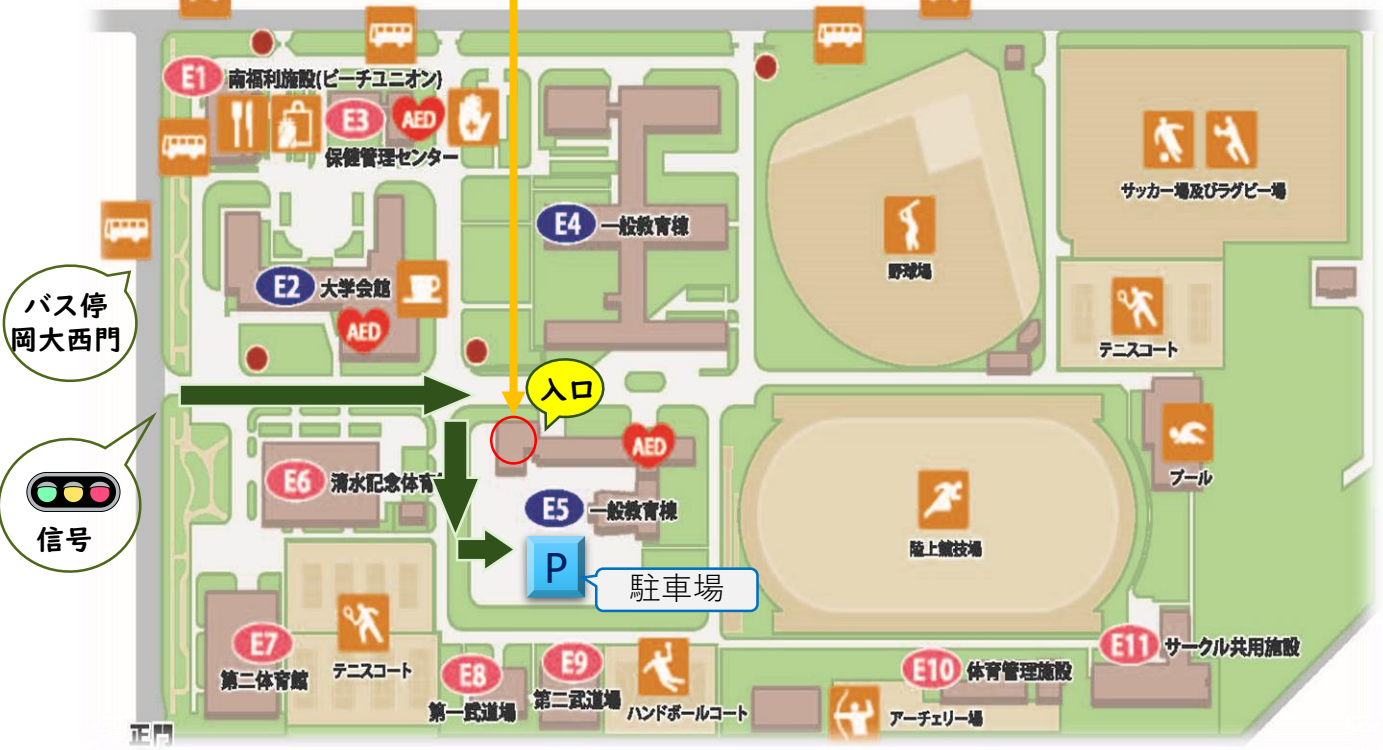 E1 南福利施設(ピーチユニオン)
E3 AED
保健管理センター
サッカー場及びラグビー場
E4 一般教育棟
野球場
E2 大学会館
AED
バス停
岡大西門
テニスコート
入口
AED
E6 清水記念体育
プール
信号
E5 一般教育棟
陸上競技場
P
駐車場
E7
第二体育館
テニスコート
E8
第一武道場
E9
第二武道場
ハンドボールコート
E10 体育管理施設
E11 サークル共用施設
アーチェリー場
正門